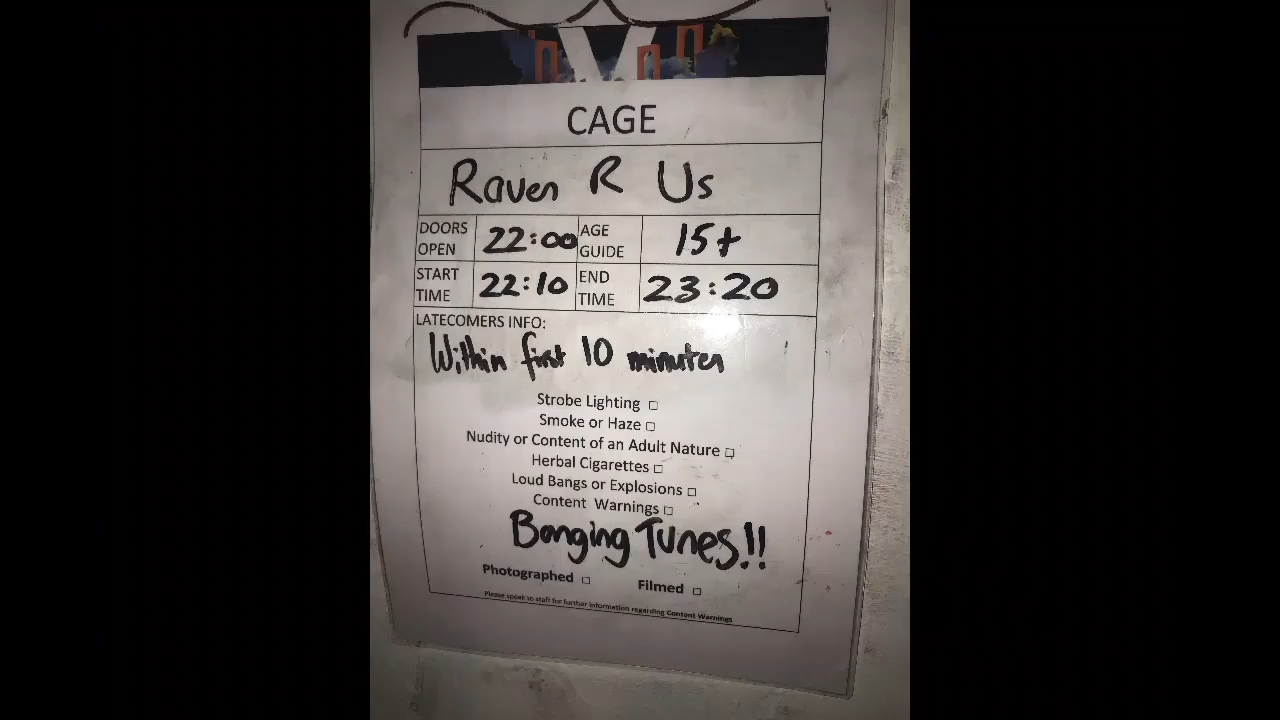 CAGE
Raven R Us
DOORS OPEN 22:00 AGE GUIDE 15+
START TIME 22:10 END TIME 23:20
LATECOMERS INFO:
Within first 10 minutes
Strobe Lighting □
Smoke or Haze □
Nudity or Content of an Adult Nature □
Herbal Cigarettes □
Loud Bangs or Explosions □
Content Warnings □
Banging Tunes!!
Photographed □ Filmed □
Please speak to staff for further information regarding Content Warnings